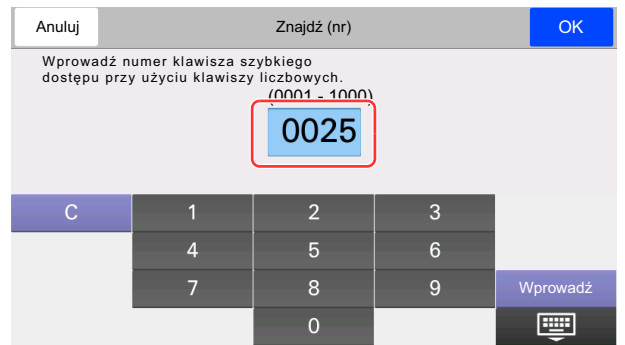 Anuluj Znajdź (nr) OK
Wprowadź numer klawisza szybkiego
dostępu przy użyciu klawiszy liczbowych.
(0001 - 1000)
0025
C 1 2 3
4 5 6
7 8 9 Wprowadź
0